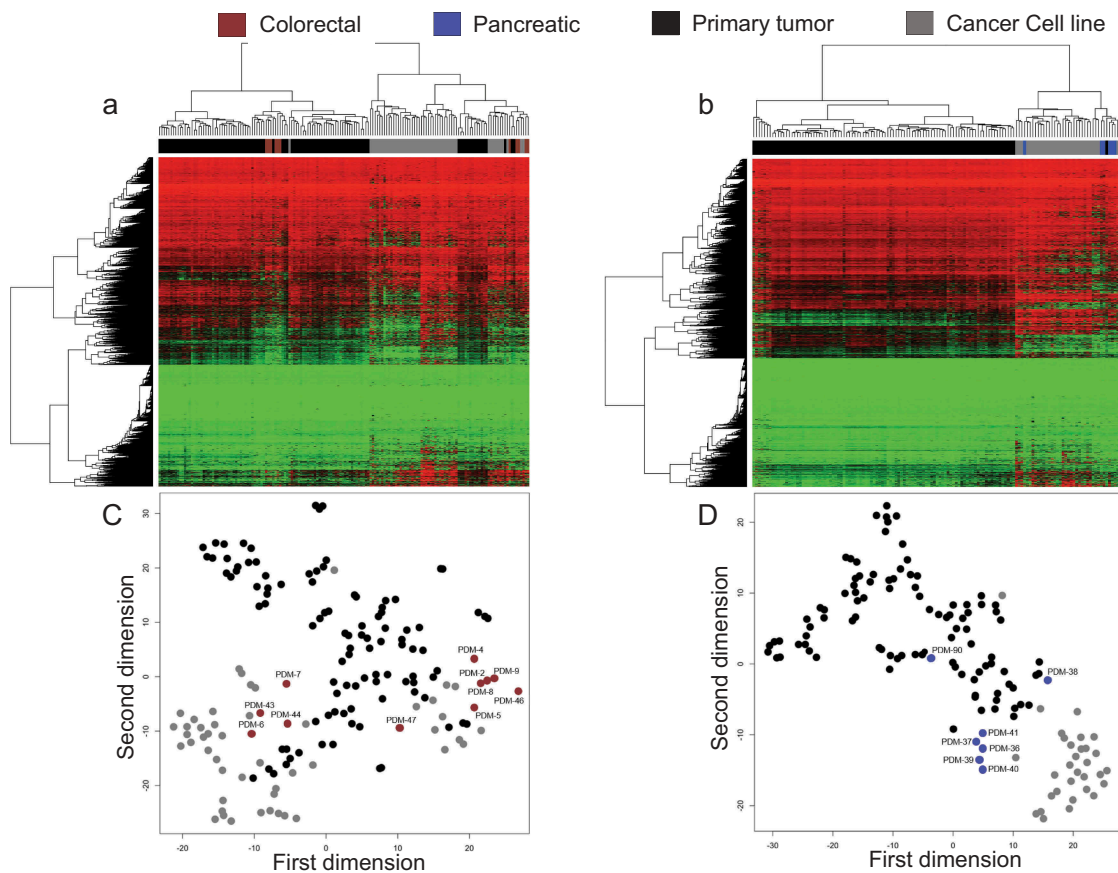 Colorectal Pancreatic Primary tumor Cancer Cell line
a
b
C
30
20
10
0
-10
-20
-20 -10 0 10 20
Second dimension
First dimension
PDM-4
PDM-2
PDM-9
PDM-8
PDM-46
PDM-5
PDM-7
PDM-43
PDM-44
PDM-6
PDM-47
D
20
10
0
-10
-20
-30 -20 -10 0 10
Second dimension
First dimension
PDM-90
PDM-38
PDM-41
PDM-37
PDM-36
PDM-39
PDM-40